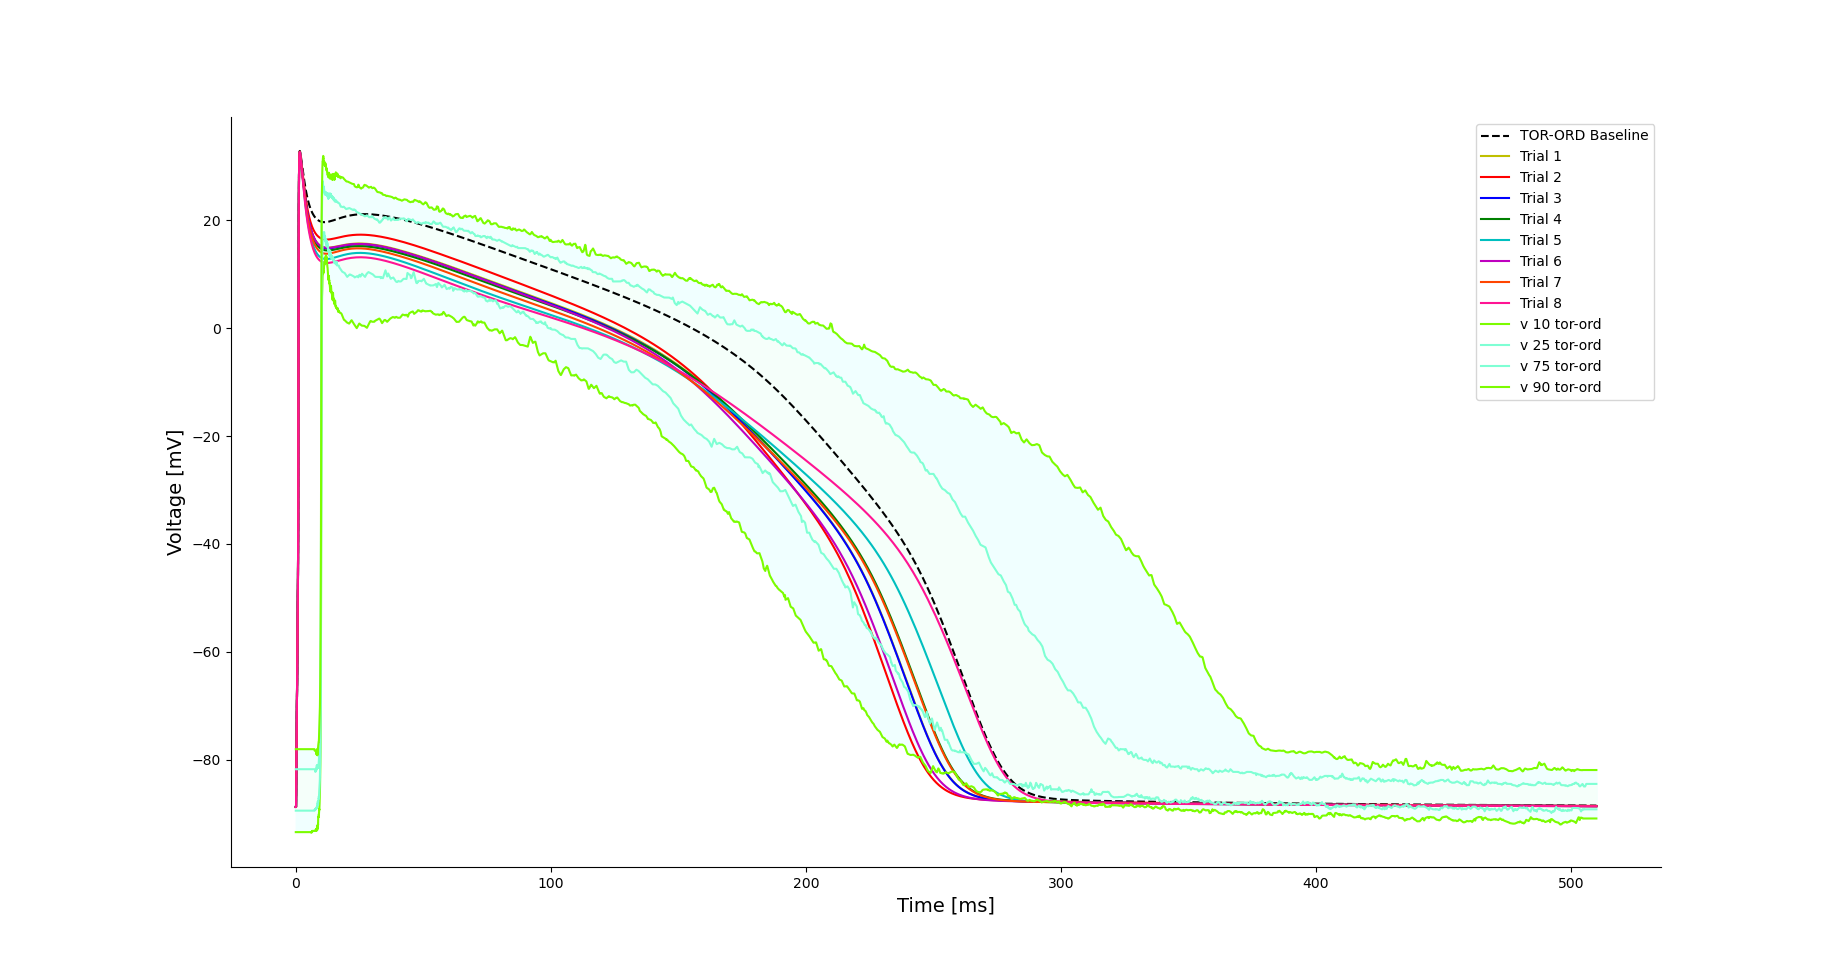 TOR-ORD Baseline
Trial 1
Trial 2
Trial 3
Trial 4
Trial 5
Trial 6
Trial 7
Trial 8
v 10 tor-ord
v 25 tor-ord
v 75 tor-ord
v 90 tor-ord
20
0
−20
−40
−60
−80
Voltage [mV]
0 100 200 300 400 500
Time [ms]